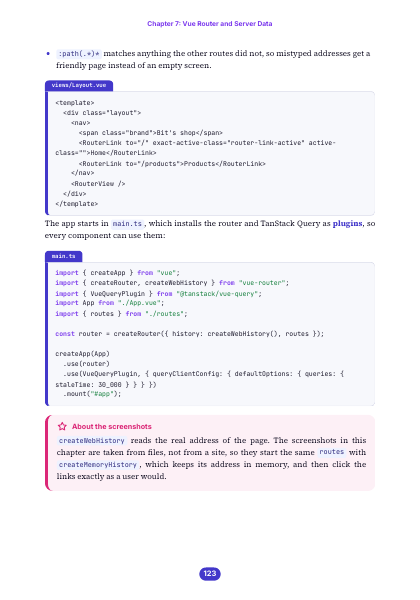 Chapter 7: Vue Router and Server Data
• :path(.*)* matches anything the other routes did not, so mistyped addresses get a
friendly page instead of an empty screen.
views/Layout.vue
<template>
  <div class="layout">
    <nav>
      <span class="brand">Bit's shop</span>
      <RouterLink to="/" exact-active-class="router-link-active" active-
class="">Home</RouterLink>
      <RouterLink to="/products">Products</RouterLink>
    </nav>
    <RouterView />
  </div>
</template>
The app starts in main.ts, which installs the router and TanStack Query as plugins, so
every component can use them:
main.ts
import { createApp } from "vue";
import { createRouter, createWebHistory } from "vue-router";
import { VueQueryPlugin } from "@tanstack/vue-query";
import App from "./App.vue";
import { routes } from "./routes";
const router = createRouter({ history: createWebHistory(), routes });
createApp(App)
  .use(router)
  .use(VueQueryPlugin, { queryClientConfig: { defaultOptions: { queries: {
staleTime: 30_000 } } } })
  .mount("#app");
About the screenshots
createWebHistory reads the real address of the page. The screenshots in this
chapter are taken from files, not from a site, so they start the same routes with
createMemoryHistory, which keeps its address in memory, and then click the
links exactly as a user would.
123